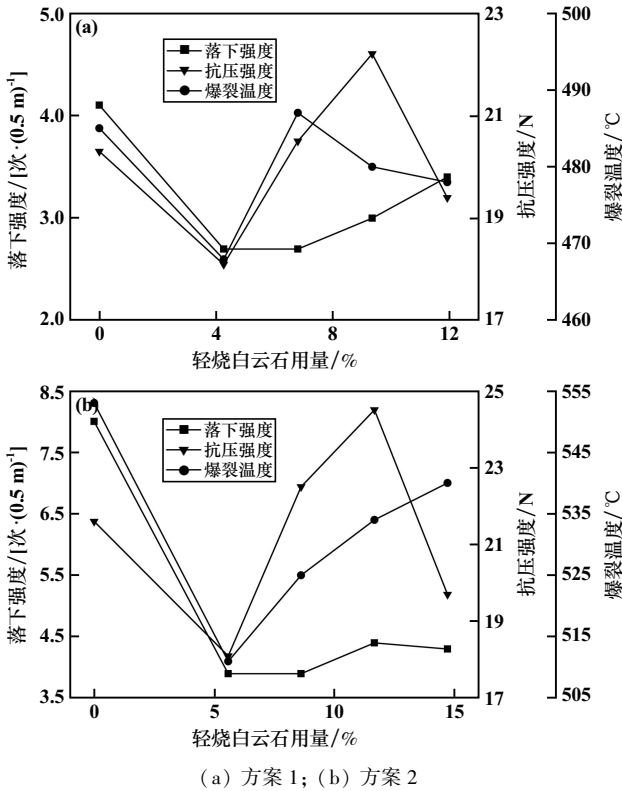 (a)
落下强度
抗压强度
爆裂温度
落下强度/[次·(0.5 m)-1]
5.0
4.0
3.0
2.0
0
4
8
12
轻烧白云石用量/%
23
21
19
17
抗压强度/N
500
490
480
470
460
爆裂温度/℃
(b)
落下强度
抗压强度
爆裂温度
落下强度/[次·(0.5 m)-1]
8.5
7.5
6.5
5.5
4.5
3.5
0
5
10
15
轻烧白云石用量/%
25
23
21
19
17
抗压强度/N
555
545
535
525
515
505
爆裂温度/℃
(a) 方案 1; (b) 方案 2